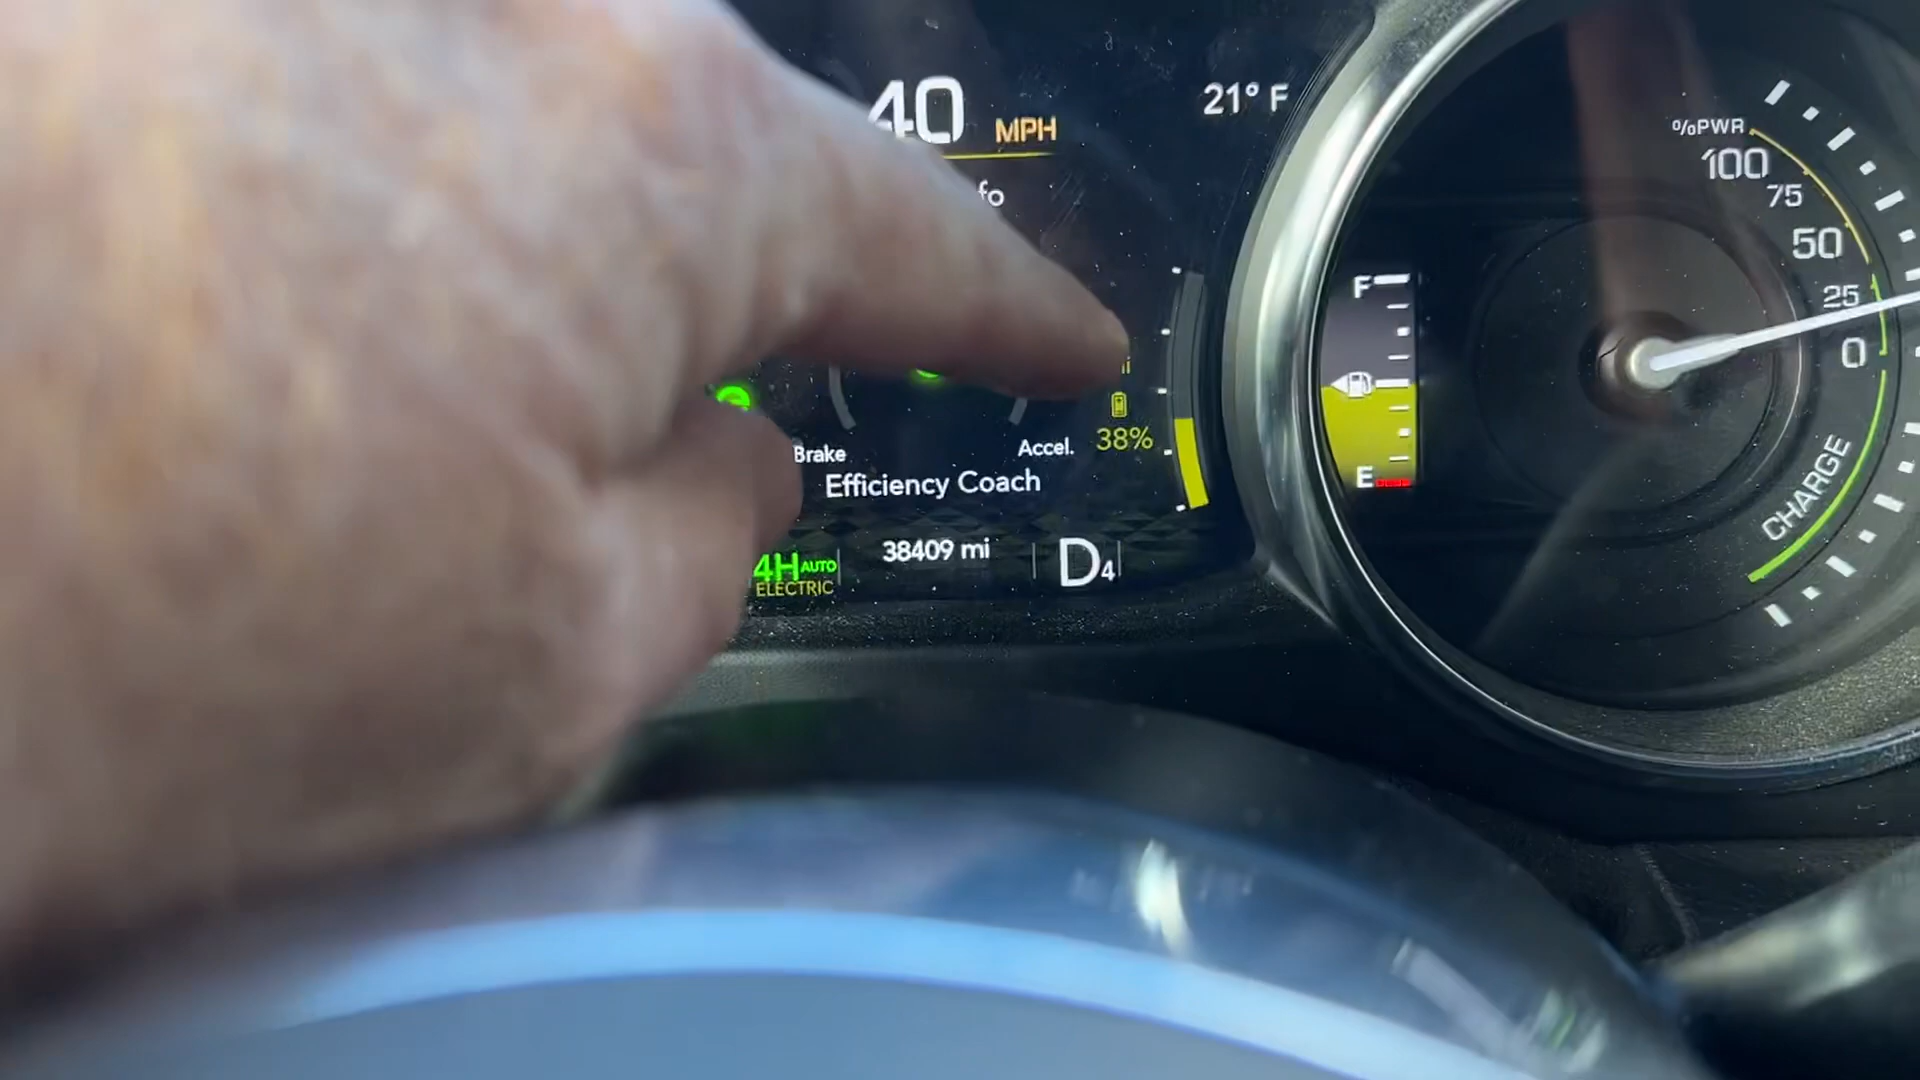 40 MPH
21° F
fo
Brake
Accel.
38%
Efficiency Coach
4H AUTO
ELECTRIC
38409 mi
D4
F
E
%PWR
100
75
50
25
0
CHARGE